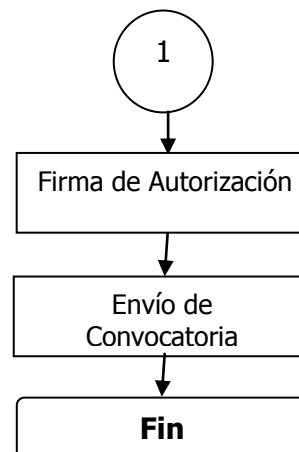 1
Firma de Autorización
Envío de
Convocatoria
Fin